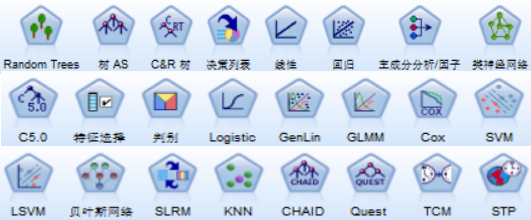 Random Trees 树 AS C&R 树 决策列表 线性 回归 主成分分析/因子 类神经网络
C5.0 特征选择 判别 Logistic GenLin GLMM Cox SVM
LSVM 贝叶斯网络 SLRM KNN CHAID Quest TCM STP